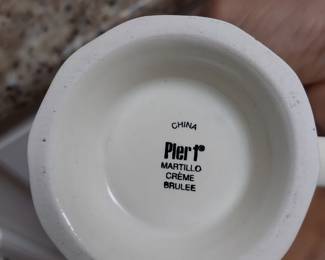 CHINA
Pier 1®
MARTILLO
CRÈME
BRULEE